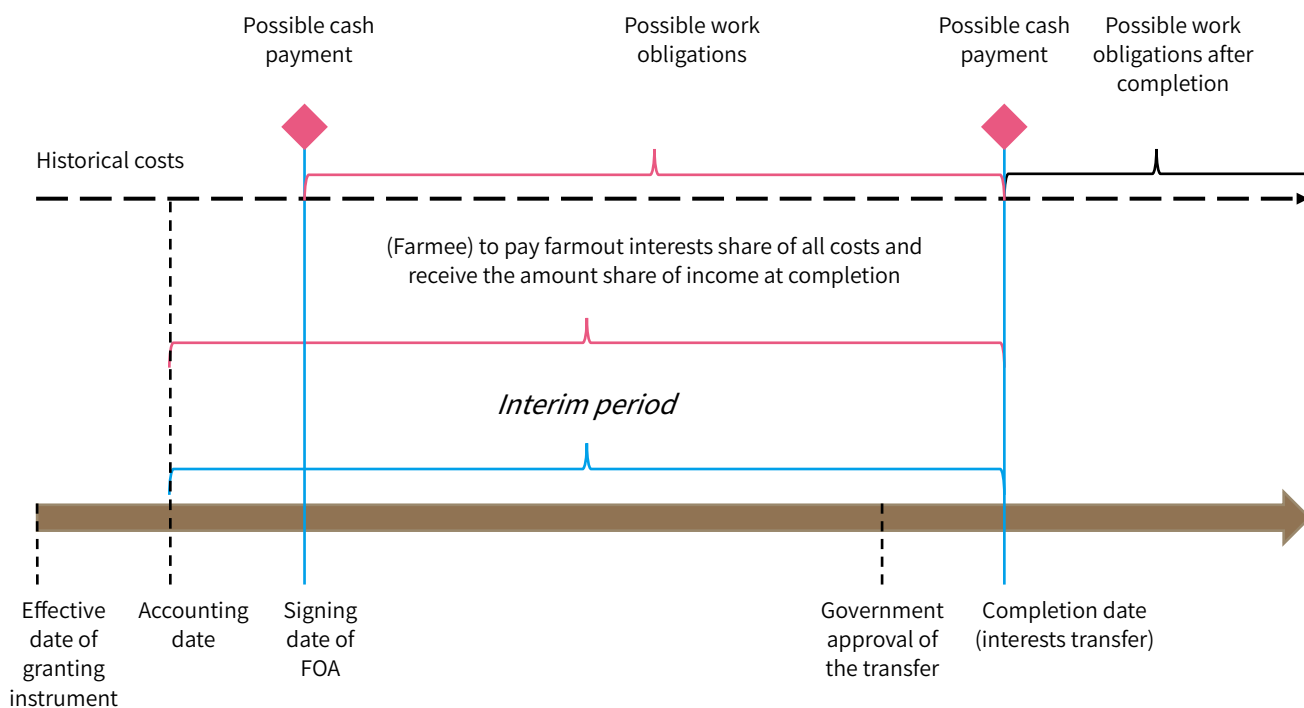 Possible cash
payment
Possible work
obligations
Possible cash
payment
Possible work
obligations after
completion
Historical costs
(Farmee) to pay farmout interests share of all costs and
receive the amount share of income at completion
Interim period
Effective
date of
granting
instrument
Accounting
date
Signing
date of
FOA
Government
approval of
the transfer
Completion date
(interests transfer)